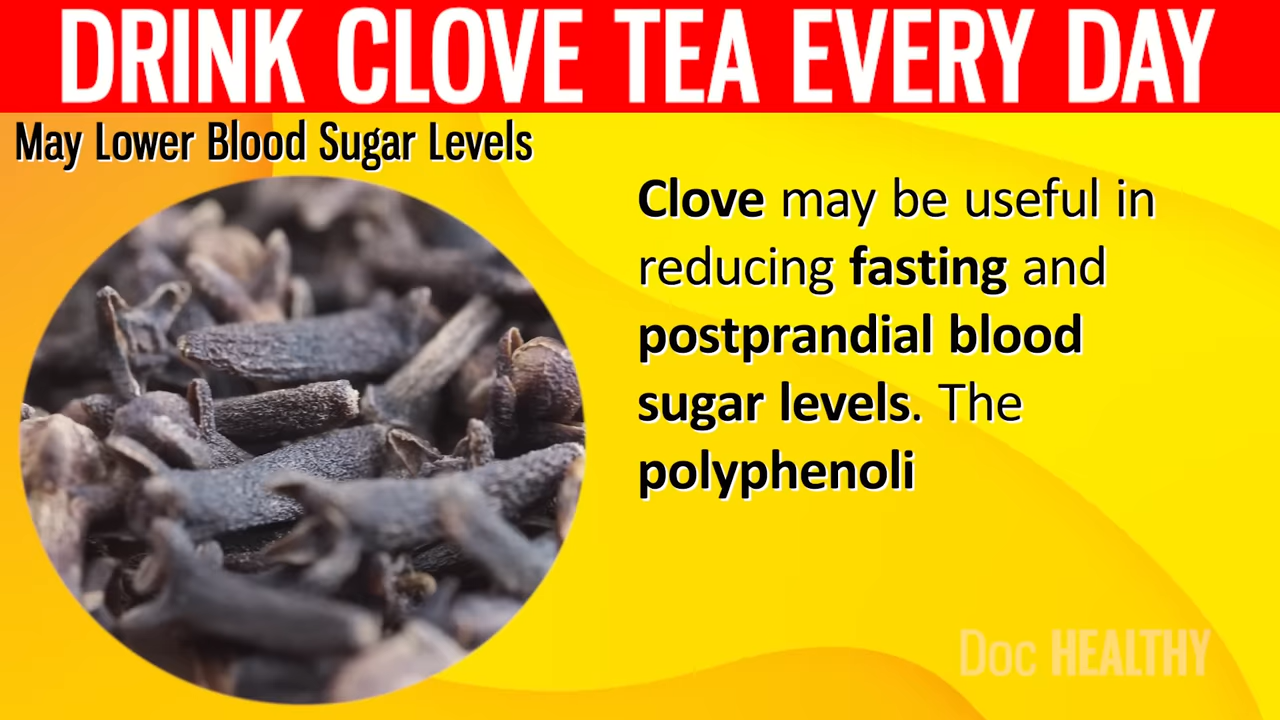 DRINK CLOVE TEA EVERY DAY
May Lower Blood Sugar Levels
Clove may be useful in
reducing fasting and
postprandial blood
sugar levels. The
polyphenoli
Doc HEALTHY